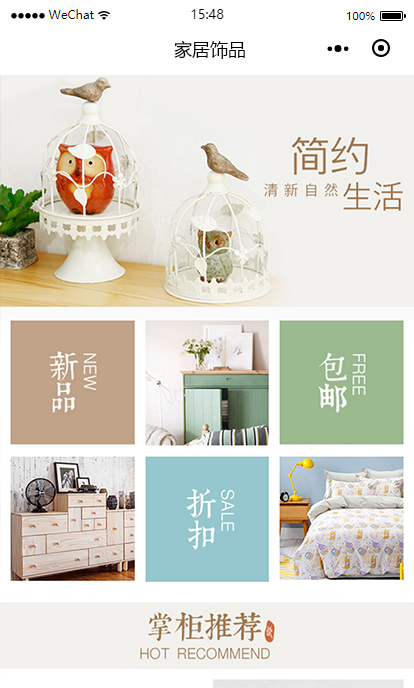 WeChat 15:48 100%
家居饰品
简约
清新自然 生活
新品 NEW
包邮 FREE
折扣 SALE
掌柜推荐
HOT RECOMMEND